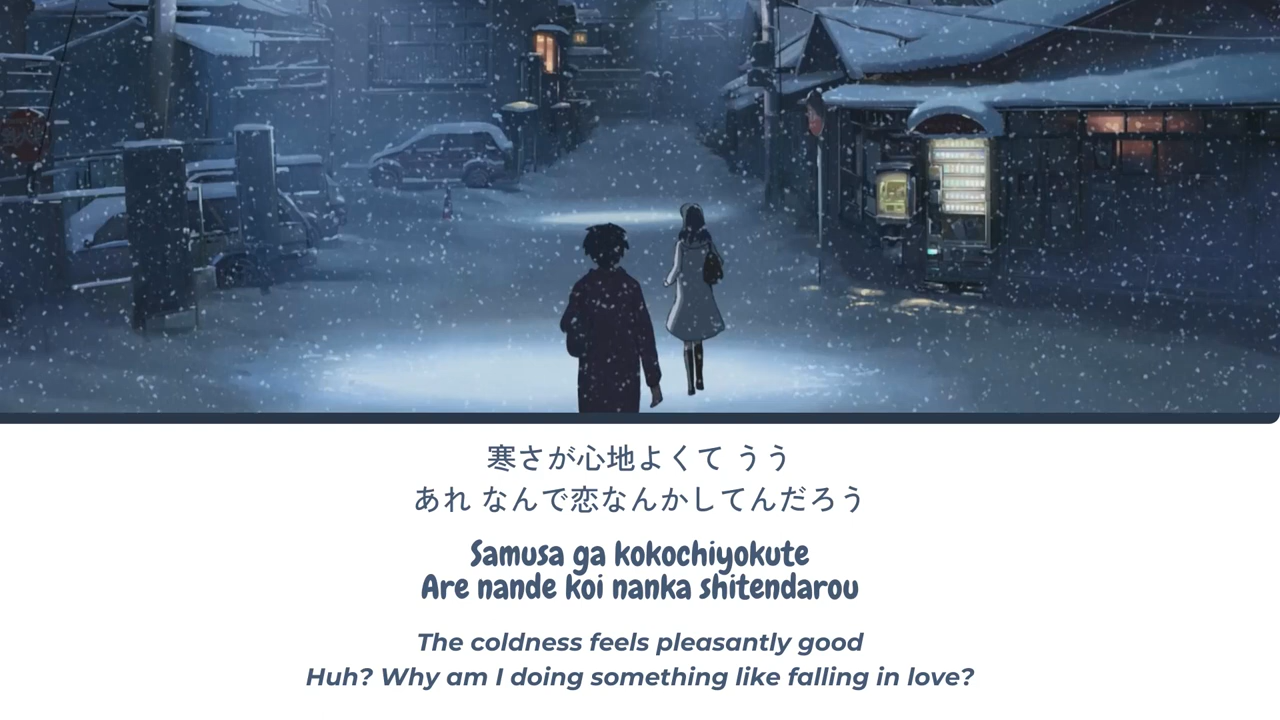 寒さが心地よくて うう
あれ なんで恋なんかしてんだろう
Samusa ga kokochiyokute
Are nande koi nanka shitendarou
The coldness feels pleasantly good
Huh? Why am I doing something like falling in love?